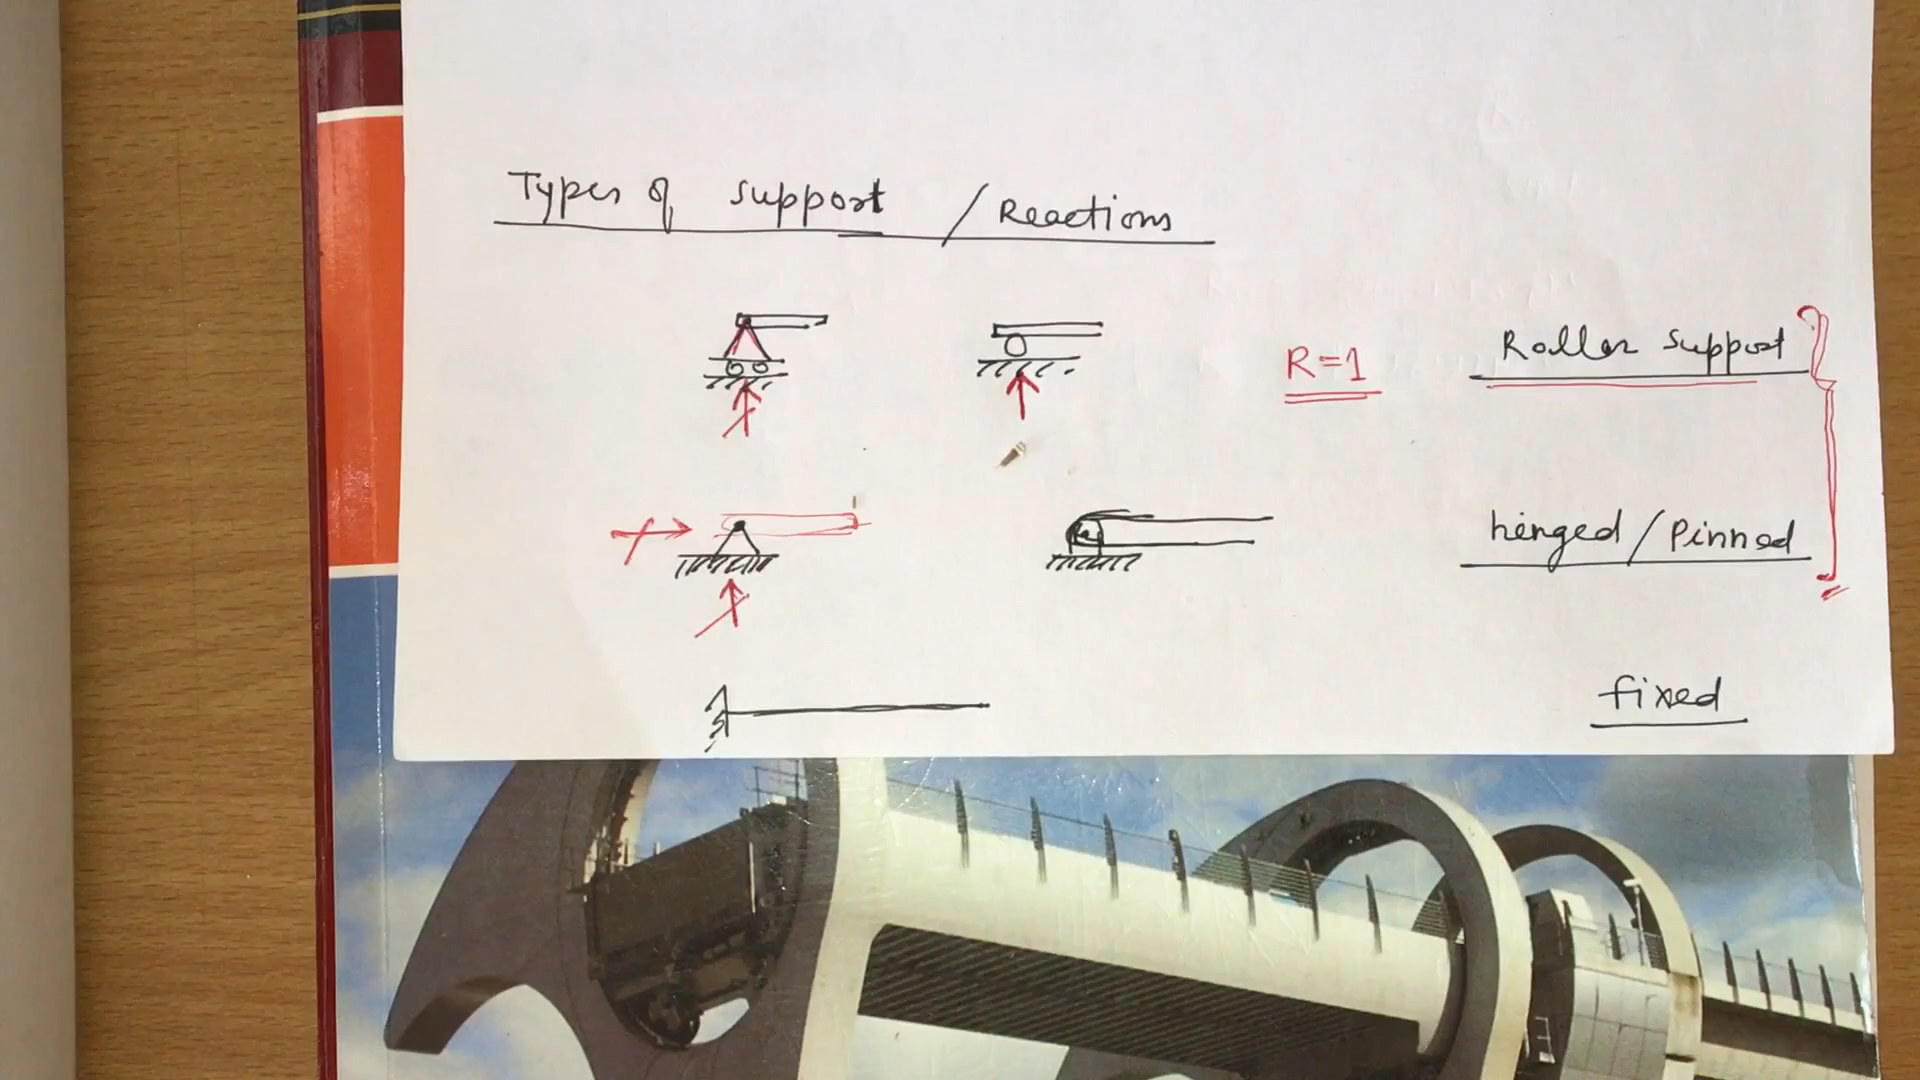 Types of support / Reactions
R=1
Roller support
hinged / Pinned
fixed